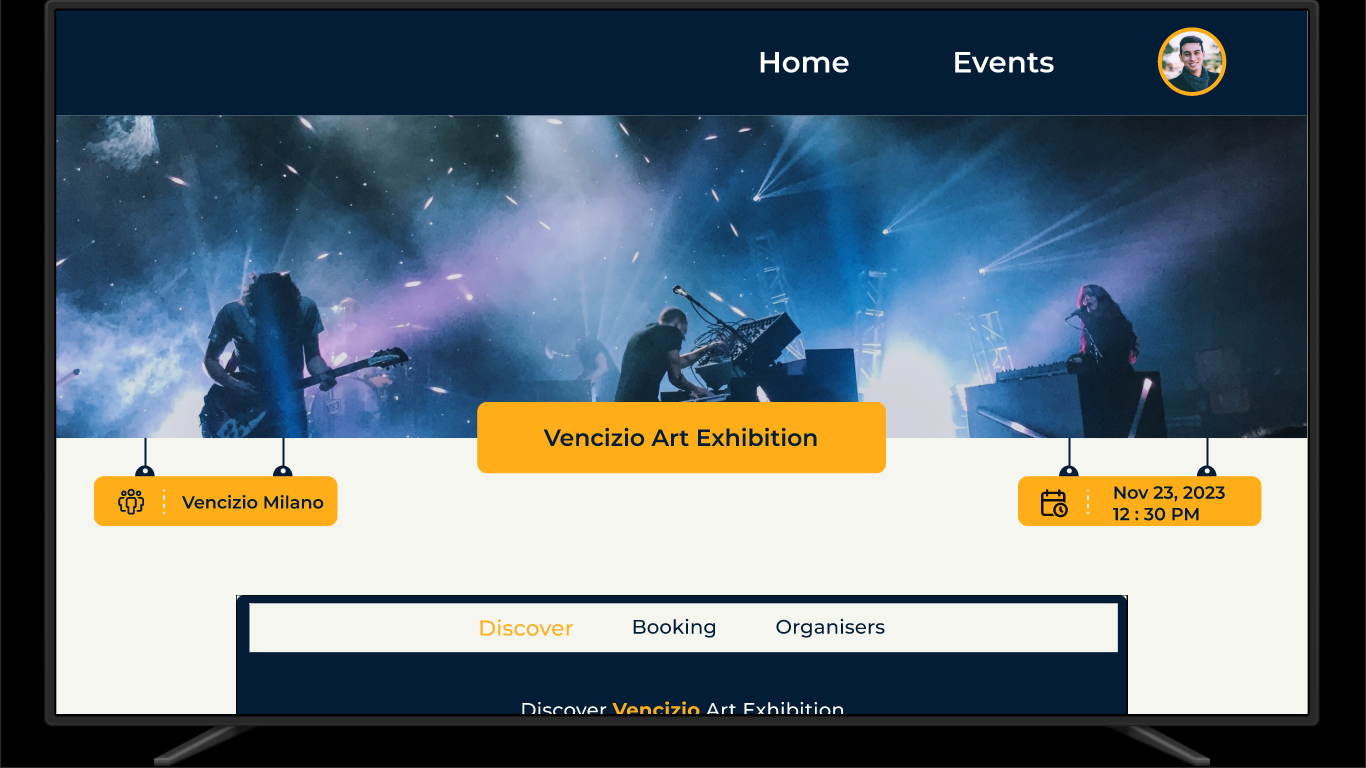 Home
Events
Vencizio Art Exhibition
Vencizio Milano
Nov 23, 2023
12 : 30 PM
Discover
Booking
Organisers
Discover Vencizio Art Exhibition